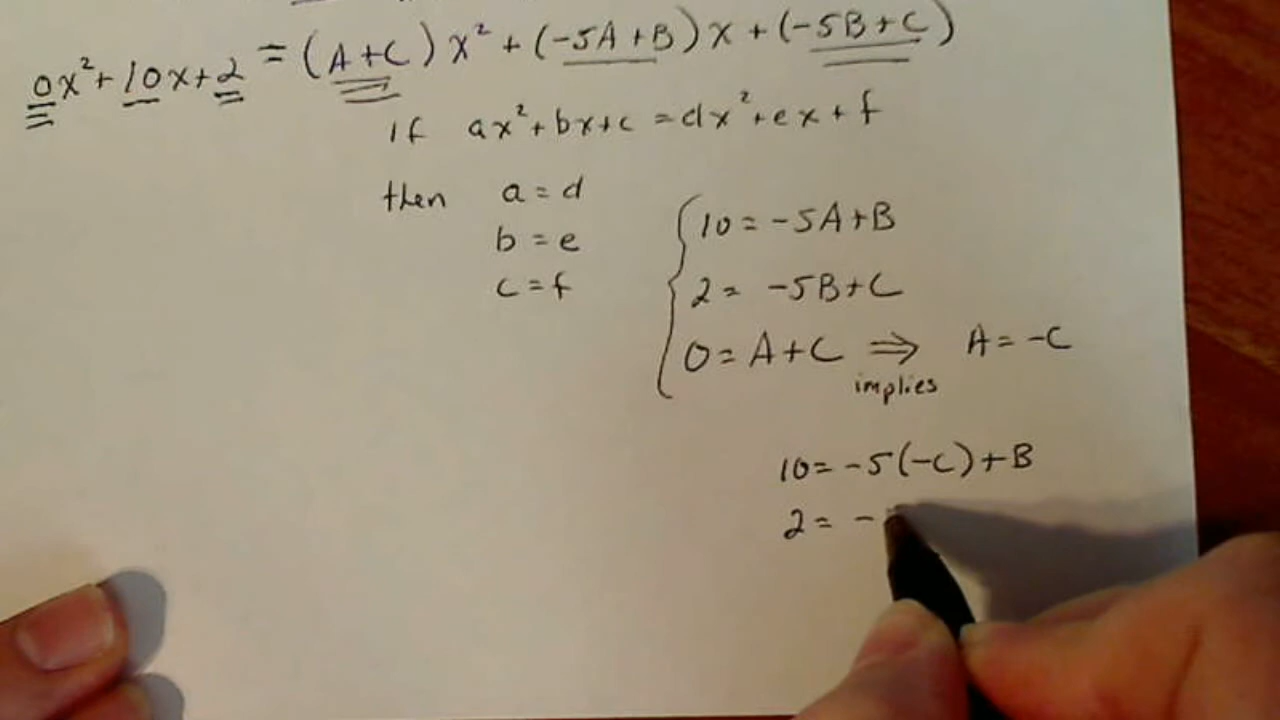 0x²+10x+2 = (A+C)x² + (-5A+B)x + (-5B+C)
If ax²+bx+c = dx²+ex+f
then a = d
b = e
c = f
10 = -5A+B
2 = -5B+C
0 = A+C ⇒ A = -C
implies
10 = -5(-C)+B
2 = -